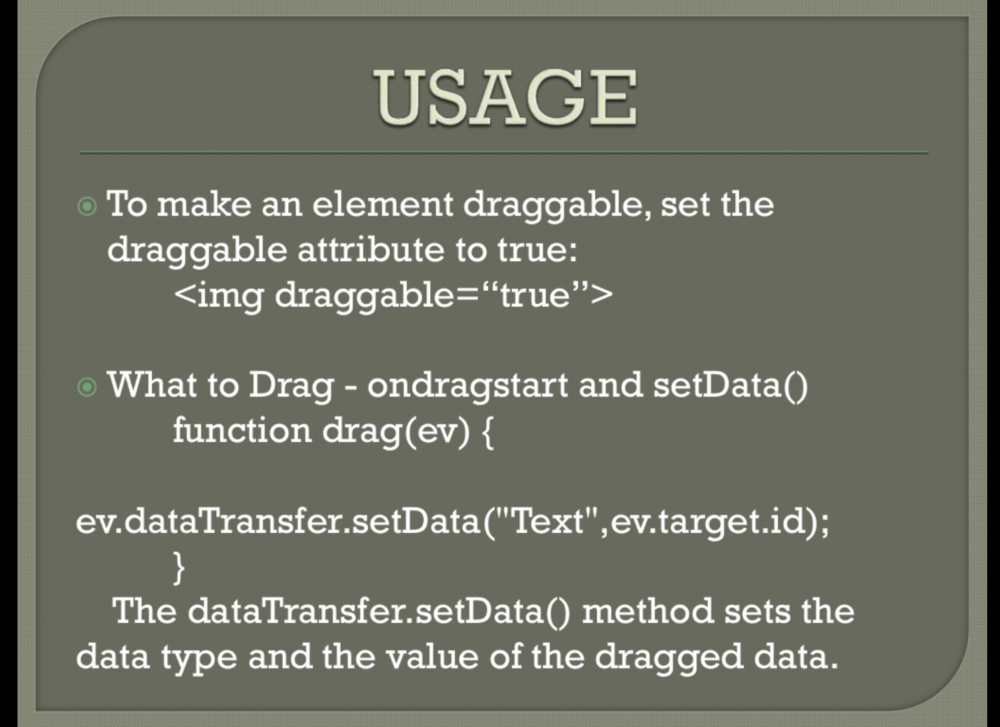 USAGE
To make an element draggable, set the
draggable attribute to true:
<img draggable=“true”>
What to Drag - ondragstart and setData()
function drag(ev) {
ev.dataTransfer.setData("Text",ev.target.id);
}
The dataTransfer.setData() method sets the
data type and the value of the dragged data.